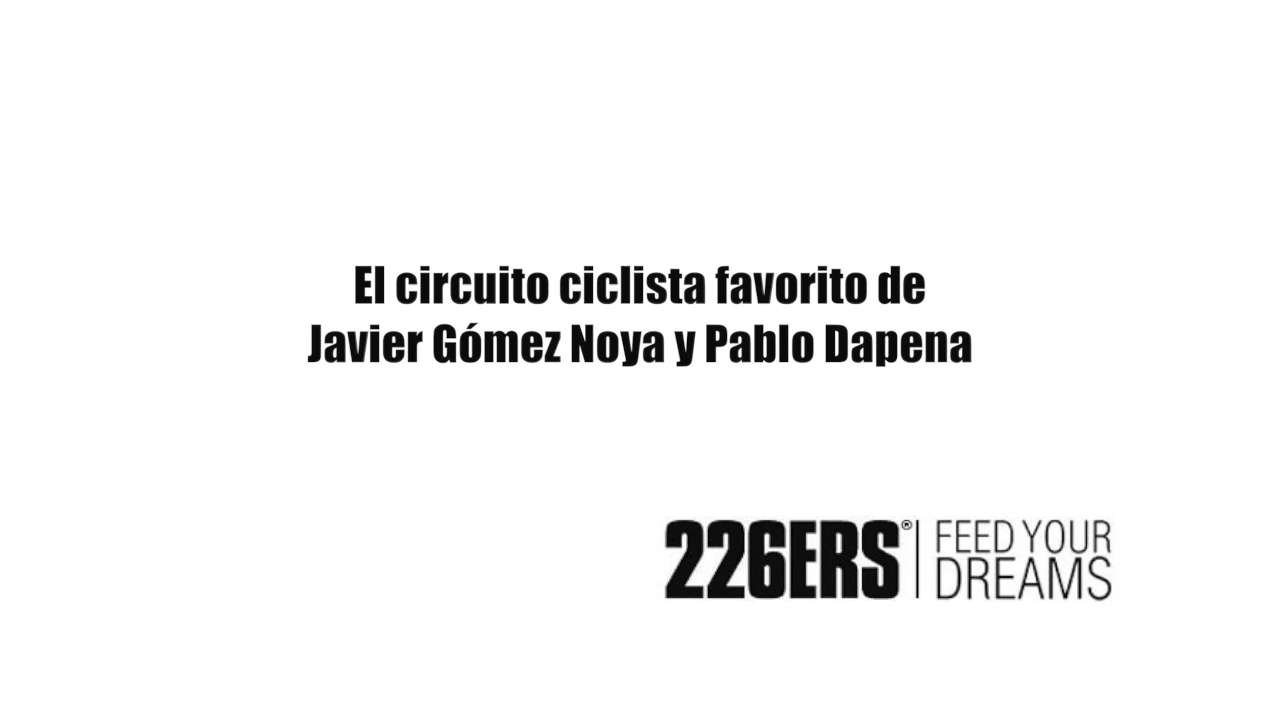 El circuito ciclista favorito de
Javier Gómez Noya y Pablo Dapena
226ERS® | FEED YOUR
DREAMS